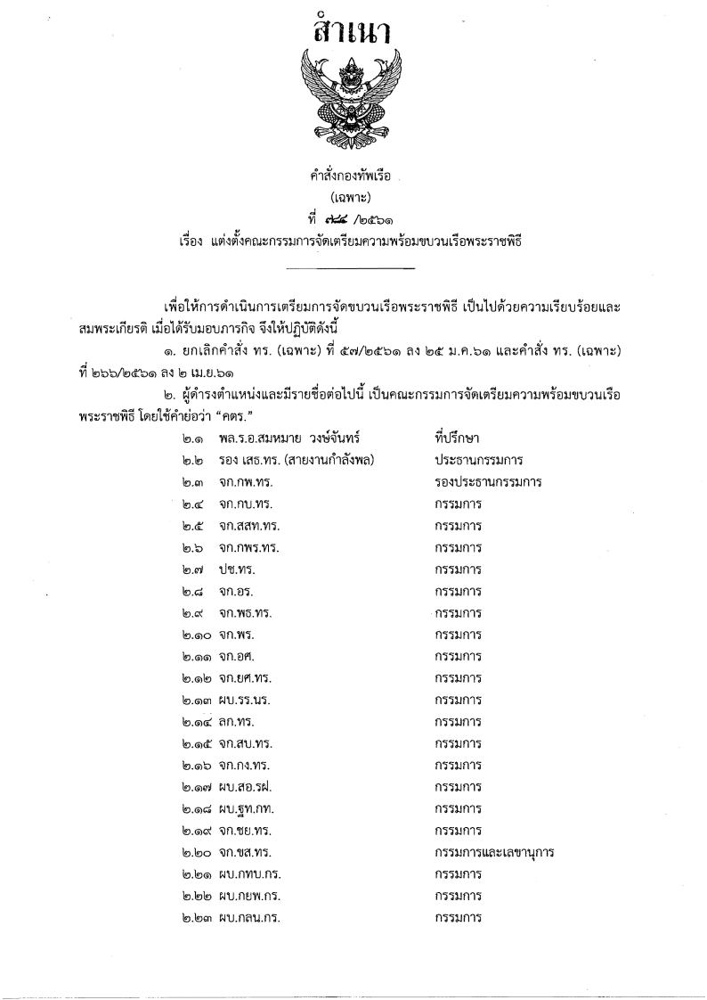 สำเนา
คำสั่งกองทัพเรือ
(เฉพาะ)
ที่ ๗๘๔ /๒๕๖๑
เรื่อง แต่งตั้งคณะกรรมการจัดเตรียมความพร้อมขบวนเรือพระราชพิธี
เพื่อให้การดำเนินการเตรียมการจัดขบวนเรือพระราชพิธี เป็นไปด้วยความเรียบร้อยและ
สมพระเกียรติ เมื่อได้รับมอบภารกิจ จึงให้ปฏิบัติดังนี้
๑. ยกเลิกคำสั่ง ทร. (เฉพาะ) ที่ ๕๗/๒๕๖๑ ลง ๒๕ ม.ค.๖๑ และคำสั่ง ทร. (เฉพาะ)
ที่ ๒๖๖/๒๕๖๑ ลง ๒ เม.ย.๖๑
๒. ผู้ดำรงตำแหน่งและมีรายชื่อต่อไปนี้ เป็นคณะกรรมการจัดเตรียมความพร้อมขบวนเรือ
พระราชพิธี โดยใช้คำย่อว่า “คตร.”
๒.๑ พล.ร.อ.สมหมาย วงษ์จันทร์ ที่ปรึกษา
๒.๒ รอง เสธ.ทร. (สายงานกำลังพล) ประธานกรรมการ
๒.๓ จก.กพ.ทร. รองประธานกรรมการ
๒.๔ จก.กบ.ทร. กรรมการ
๒.๕ จก.สสท.ทร. กรรมการ
๒.๖ จก.กพร.ทร. กรรมการ
๒.๗ ปช.ทร. กรรมการ
๒.๘ จก.อร. กรรมการ
๒.๙ จก.พธ.ทร. กรรมการ
๒.๑๐ จก.พร. กรรมการ
๒.๑๑ จก.อศ. กรรมการ
๒.๑๒ จก.ยศ.ทร. กรรมการ
๒.๑๓ ผบ.รร.นร. กรรมการ
๒.๑๔ ลก.ทร. กรรมการ
๒.๑๕ จก.สบ.ทร. กรรมการ
๒.๑๖ จก.กง.ทร. กรรมการ
๒.๑๗ ผบ.สอ.รฝ. กรรมการ
๒.๑๘ ผบ.ฐท.กท. กรรมการ
๒.๑๙ จก.ชย.ทร. กรรมการ
๒.๒๐ จก.ขส.ทร. กรรมการและเลขานุการ
๒.๒๑ ผบ.กทบ.กร. กรรมการ
๒.๒๒ ผบ.กยพ.กร. กรรมการ
๒.๒๓ ผบ.กลน.กร. กรรมการ